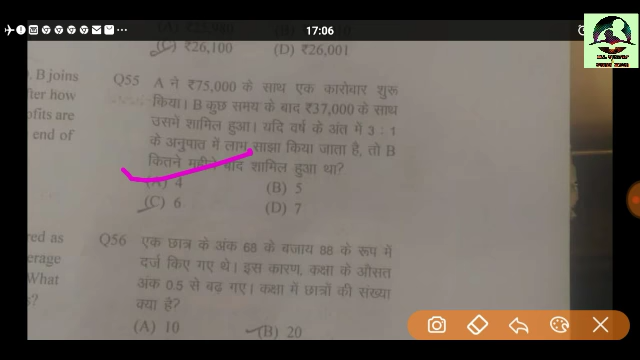 17:06
(C) ₹26,100 (D) ₹26,001
, B joins
fter how
ofits are
end of
Q55 A ने ₹75,000 के साथ एक कारोबार शुरू
किया। B कुछ समय के बाद ₹37,000 के साथ
उसमें शामिल हुआ। यदि वर्ष के अंत में 3 : 1
के अनुपात में लाभ साझा किया जाता है, तो B
कितने महीने बाद शामिल हुआ था?
(A) 4 (B) 5
(C) 6 (D) 7
red as
erage
What
s?
Q56 एक छात्र के अंक 68 के बजाय 88 के रूप में
दर्ज किए गए थे। इस कारण, कक्षा के औसत
अंक 0.5 से बढ़ गए। कक्षा में छात्रों की संख्या
क्या है?
(A) 10 (B) 20